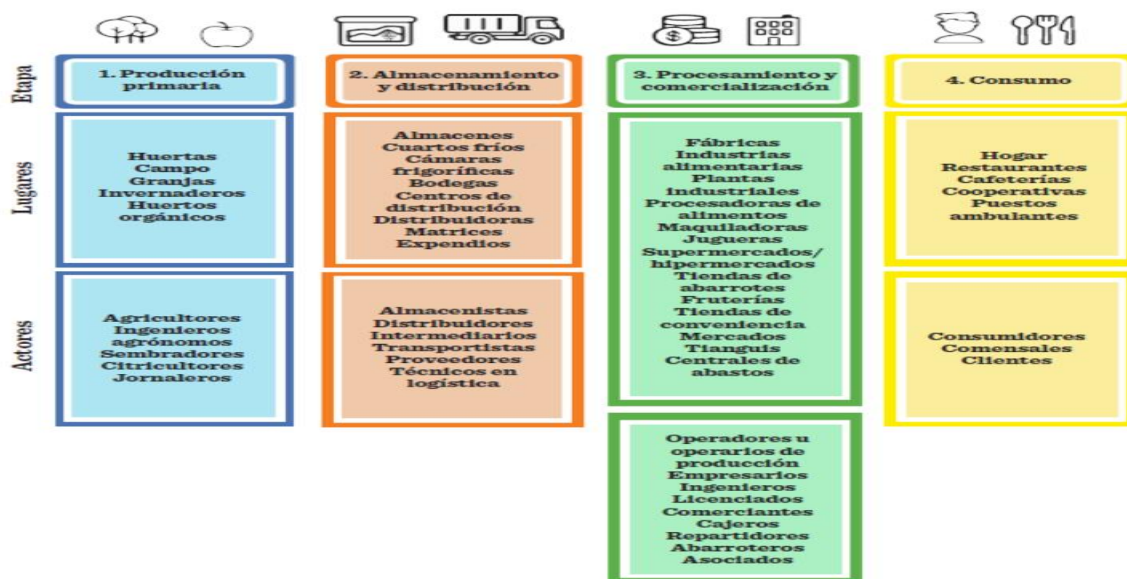 Etapa
1. Producción
primaria
2. Almacenamiento
y distribución
3. Procesamiento y
comercialización
4. Consumo
Lugares
Huertas
Campo
Granjas
Invernaderos
Huertos
orgánicos
Almacenes
Cuartos fríos
Cámaras
frigoríficas
Bodegas
Centros de
distribución
Distribuidoras
Matrices
Expendios
Fábricas
Industrias
alimentarias
Plantas
industriales
Procesadoras de
alimentos
Maquiladoras
Jugueras
Supermercados/
hipermercados
Tiendas de
abarrotes
Fruterías
Tiendas de
conveniencia
Mercados
Tianguis
Centrales de
abastos
Hogar
Restaurantes
Cafeterías
Cooperativas
Puestos
ambulantes
Actores
Agricultores
Ingenieros
agrónomos
Sembradores
Citricultores
Jornaleros
Almacenistas
Distribuidores
Intermediarios
Transportistas
Proveedores
Técnicos en
logística
Operadores u
operarios de
producción
Empresarios
Ingenieros
Licenciados
Comerciantes
Cajeros
Repartidores
Abarroteros
Asociados
Consumidores
Comensales
Clientes